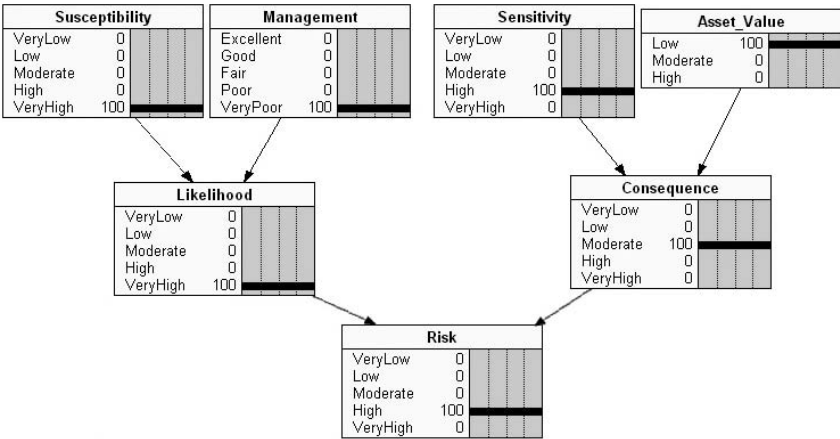 Susceptibility
VeryLow 0
Low 0
Moderate 0
High 0
VeryHigh 100
Management
Excellent 0
Good 0
Fair 0
Poor 0
VeryPoor 100
Sensitivity
VeryLow 0
Low 0
Moderate 0
High 100
VeryHigh 0
Asset_Value
Low 100
Moderate 0
High 0
Likelihood
VeryLow 0
Low 0
Moderate 0
High 0
VeryHigh 100
Consequence
VeryLow 0
Low 0
Moderate 100
High 0
VeryHigh 0
Risk
VeryLow 0
Low 0
Moderate 0
High 100
VeryHigh 0